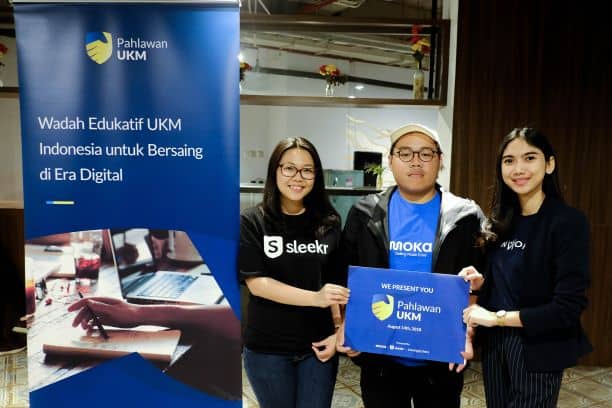 Pahlawan
UKM
Wadah Edukatif UKM
Indonesia untuk Bersaing
di Era Digital
S sleekr
MOKA
WE PRESENT YOU
Pahlawan
UKM
August 14th, 2018